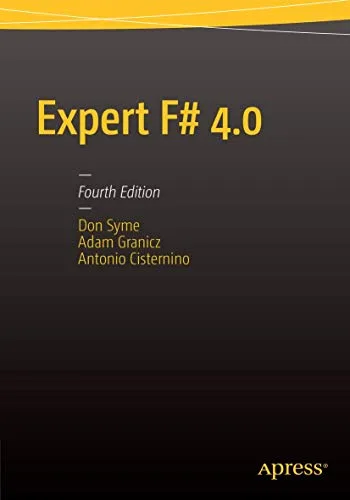 Expert F# 4.0
Fourth Edition
Don Syme
Adam Granicz
Antonio Cisternino
Apress®